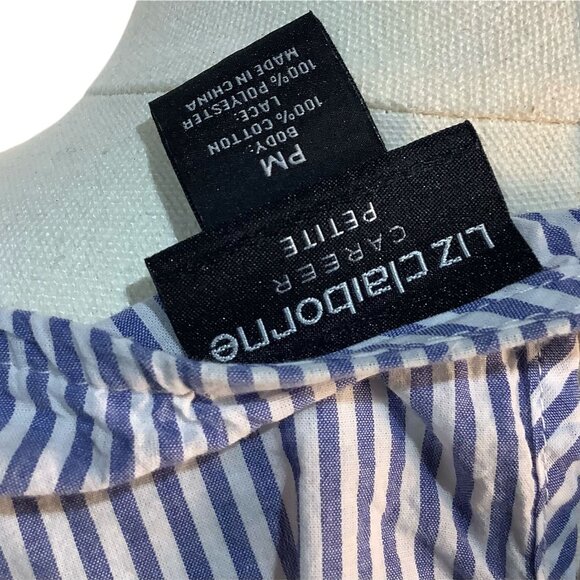 Liz claiborne
CAREER
PETITE
PM
BODY:
100% COTTON
LACE:
100% POLYESTER
MADE IN CHINA